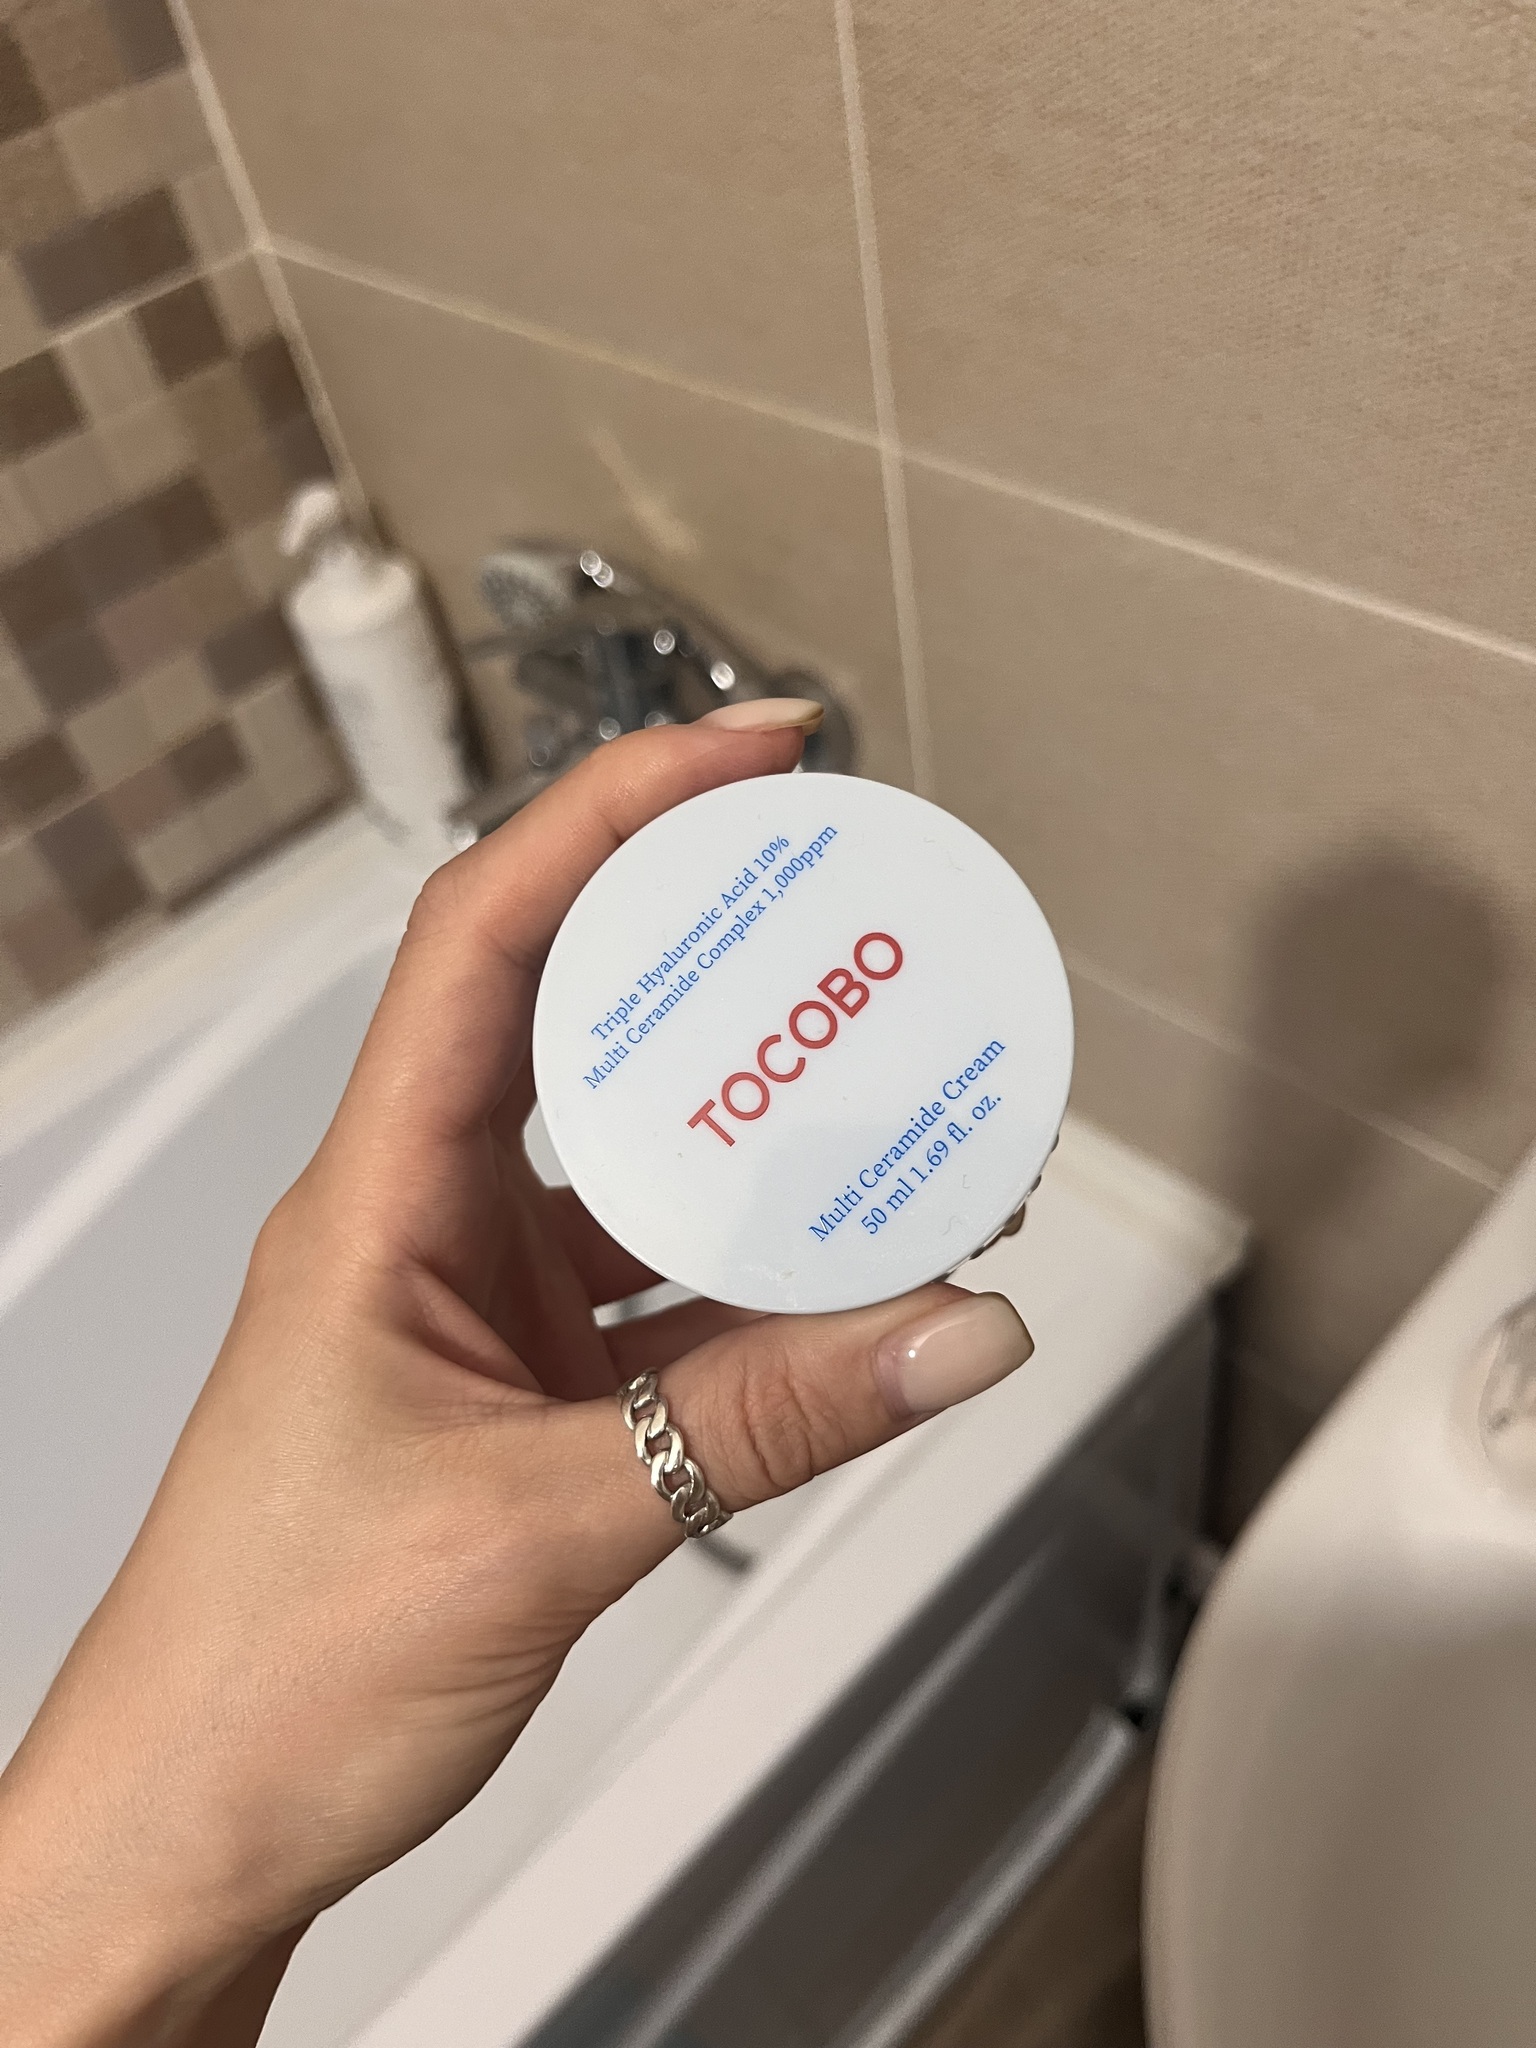 Triple Hyaluronic Acid 10%
Multi Ceramide Complex 1,000ppm
TOCOBO
Multi Ceramide Cream
50 ml 1.69 fl. oz.